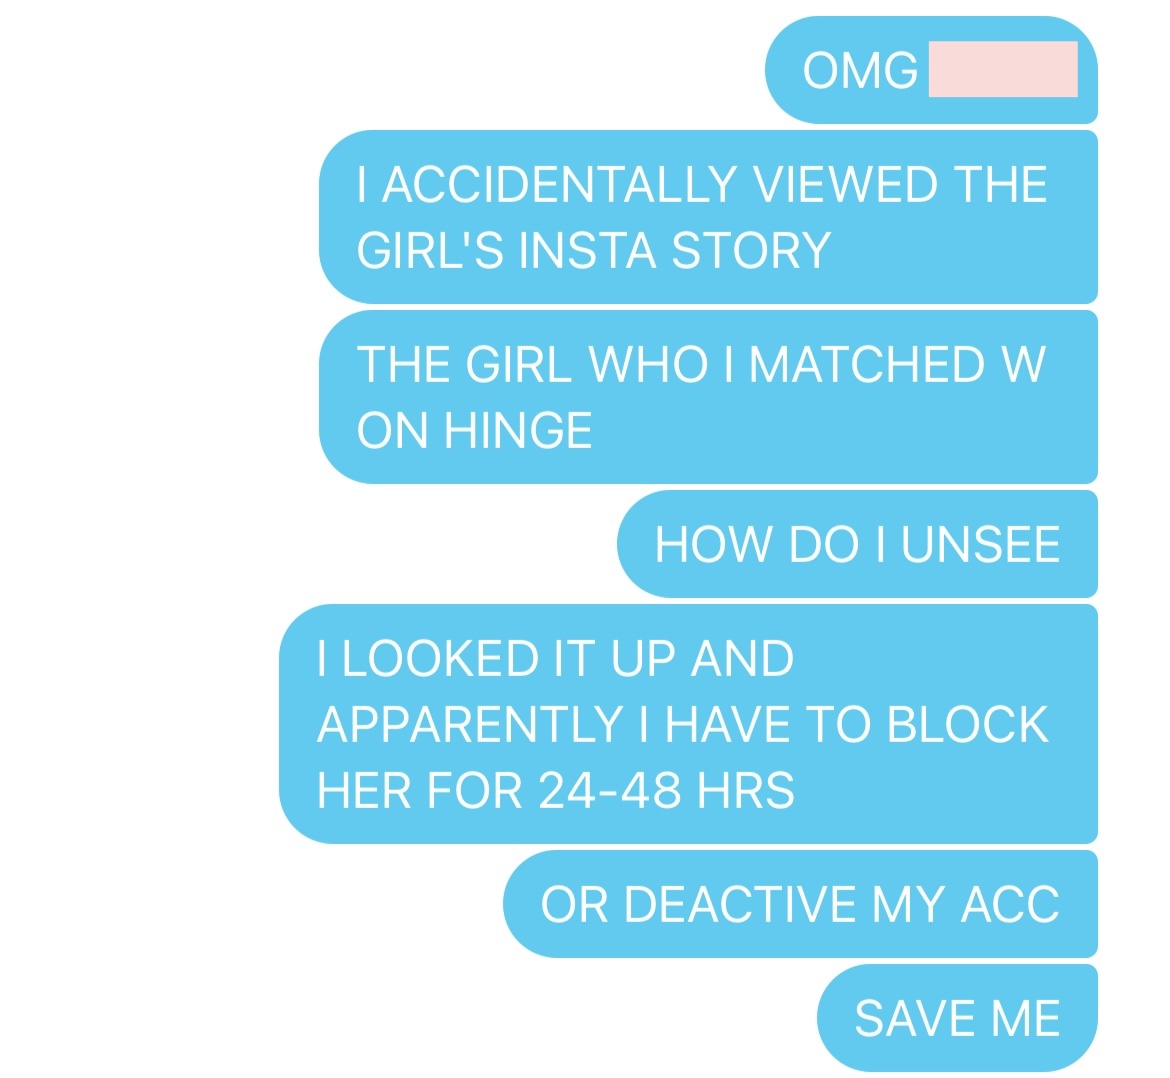 OMG
I ACCIDENTALLY VIEWED THE
GIRL'S INSTA STORY
THE GIRL WHO I MATCHED W
ON HINGE
HOW DO I UNSEE
I LOOKED IT UP AND
APPARENTLY I HAVE TO BLOCK
HER FOR 24-48 HRS
OR DEACTIVE MY ACC
SAVE ME